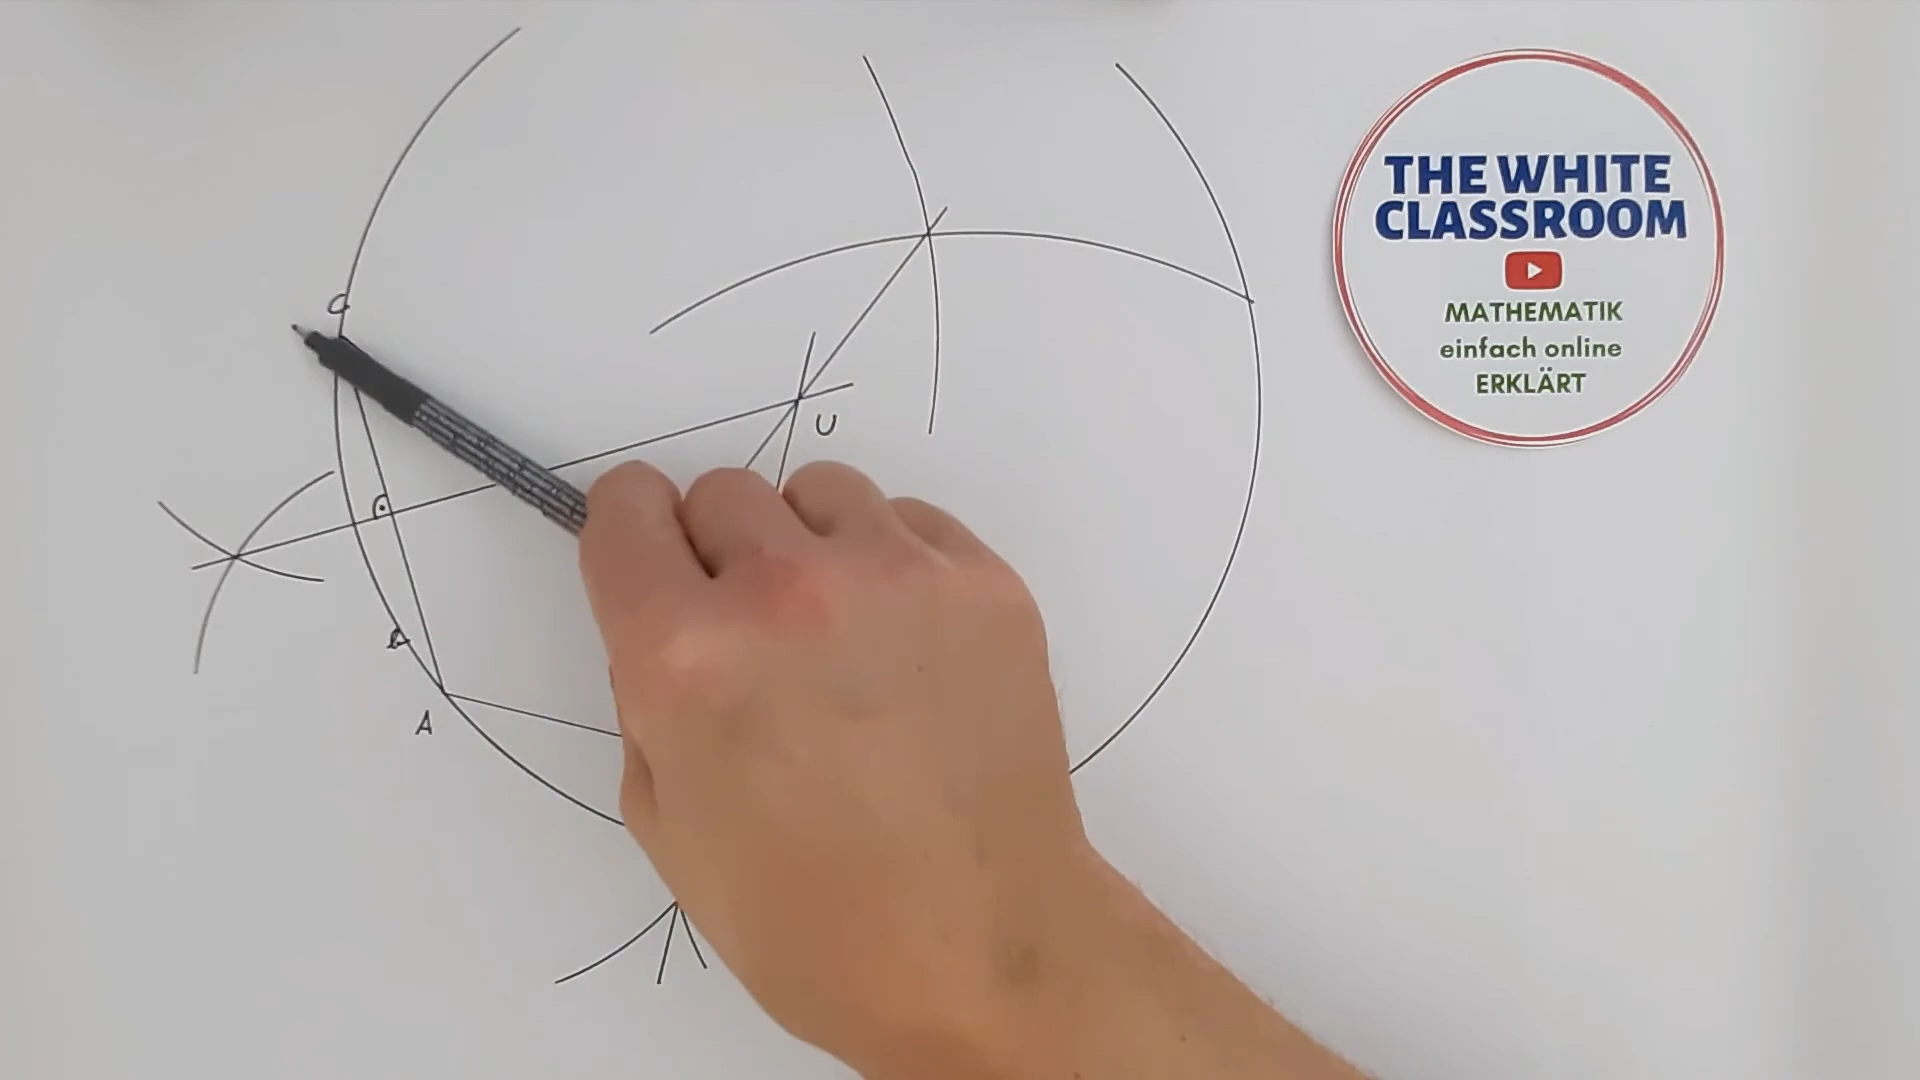 C
U
A
THE WHITE
CLASSROOM
MATHEMATIK
einfach online
ERKLÄRT